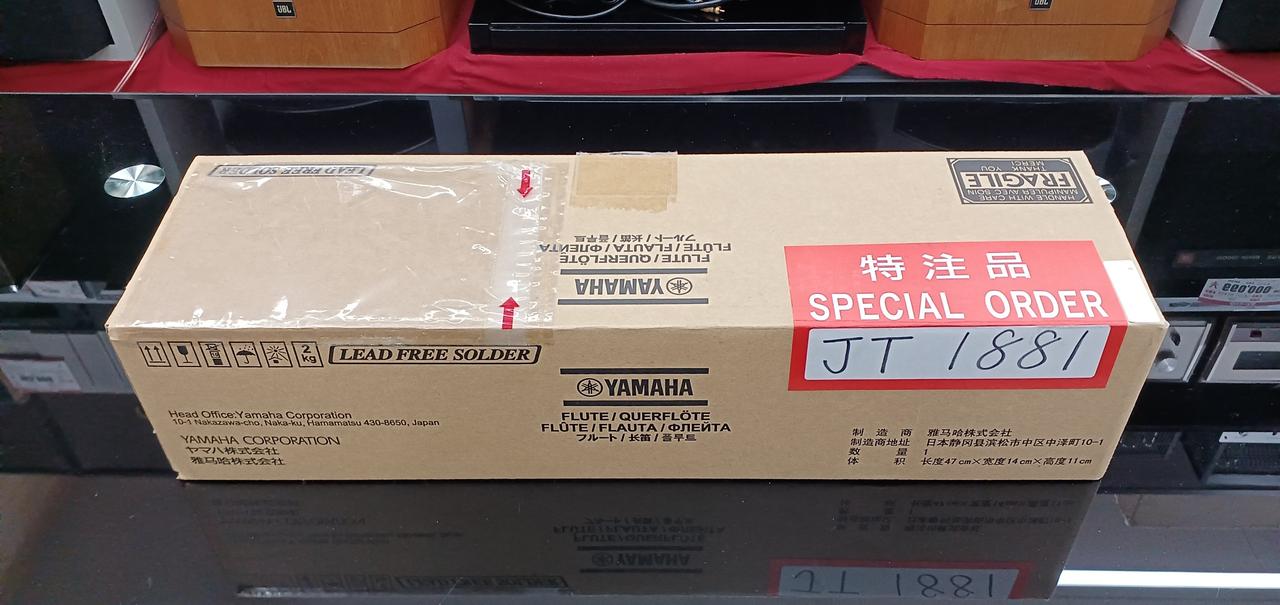 JBL
JBL
LEAD FREE SOLDER
FRAGILE
HANDLE WITH CARE
THANK YOU
MANIPULER AVEC SOIN
MERCI
YAMAHA
FLUTE / QUERFLÖTE
FLÛTE / FLAUTA / ФЛЕЙТА
フルート / 长笛 / 플루트
特注品
SPECIAL ORDER
JT 1881
2
Kg
LEAD FREE SOLDER
YAMAHA
FLUTE / QUERFLÖTE
FLÛTE / FLAUTA / ФЛЕЙТА
フルート / 长笛 / 플루트
Head Office:Yamaha Corporation
10-1 Nakazawa-cho, Naka-ku, Hamamatsu 430-8650, Japan
YAMAHA CORPORATION
ヤマハ株式会社
雅马哈株式会社
制造商 雅马哈株式会社
制造商地址 日本静冈县滨松市中区中泽町10-1
数量 1
体积 长度47cm×宽度14cm×高度11cm